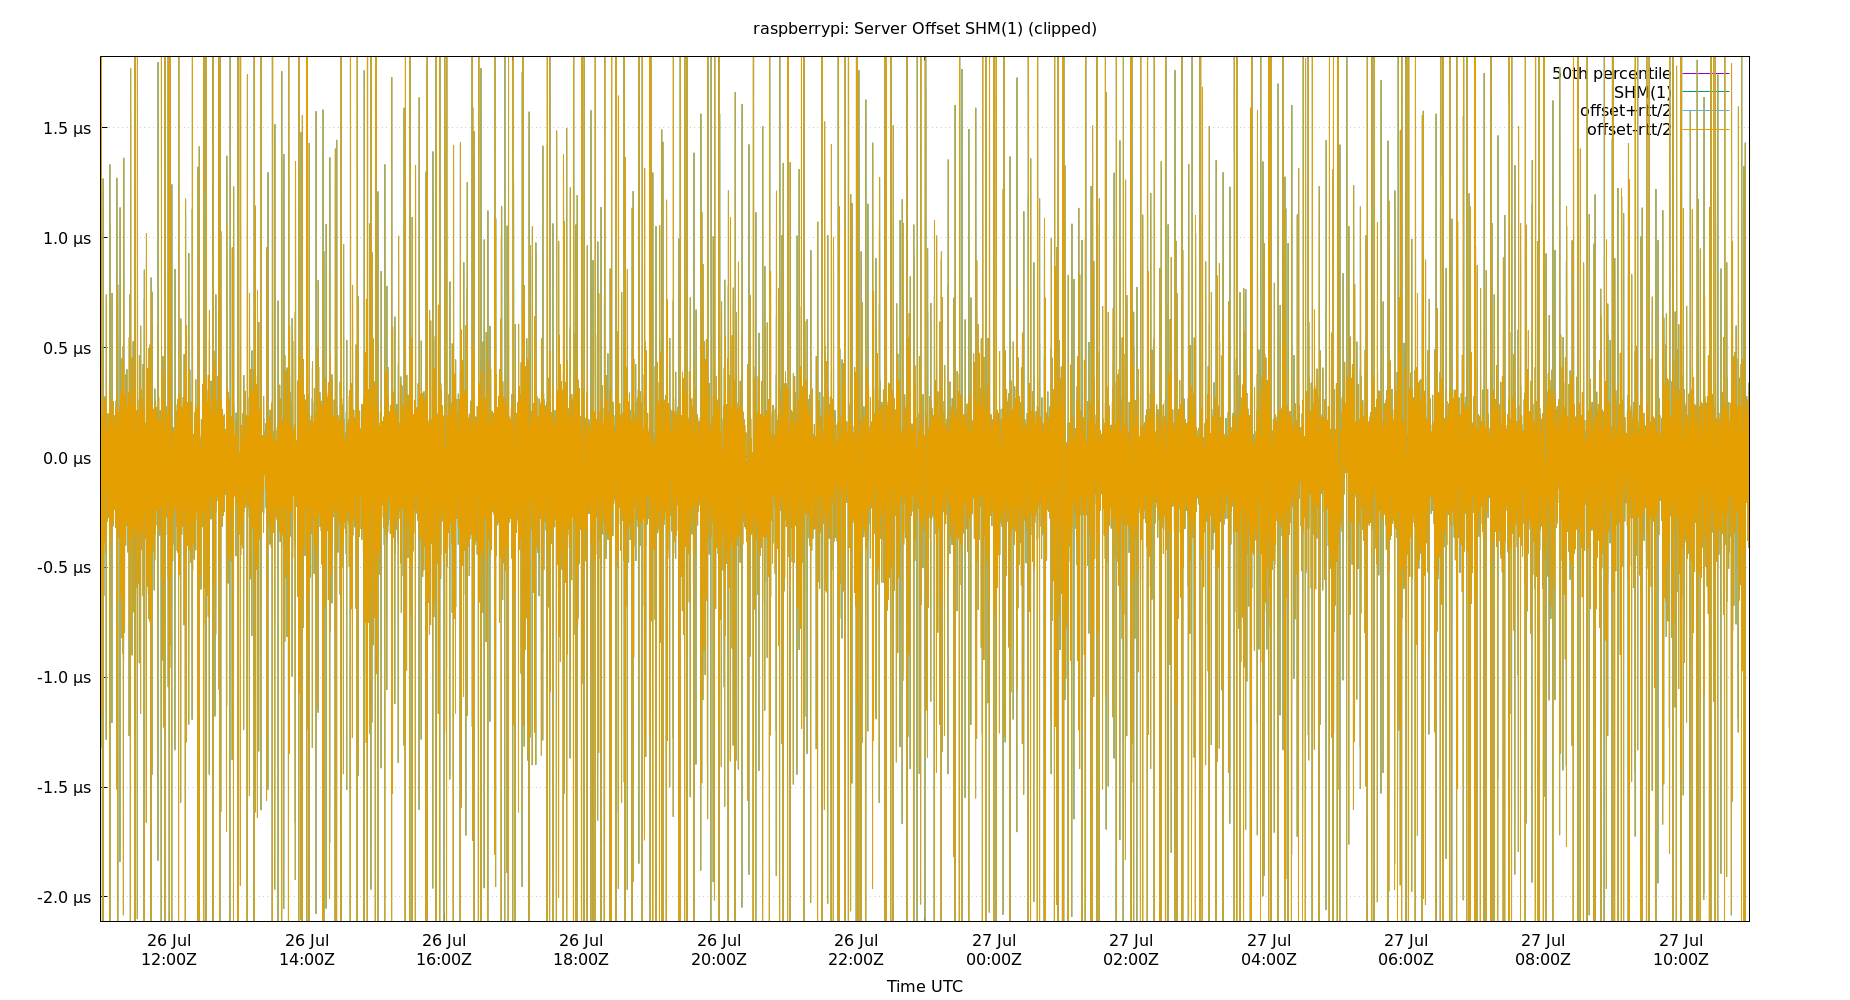 raspberrypi: Server Offset SHM(1) (clipped)
50th percentile
SHM(1)
offset+rtt/2
offset-rtt/2
1.5 µs
1.0 µs
0.5 µs
0.0 µs
-0.5 µs
-1.0 µs
-1.5 µs
-2.0 µs
26 Jul 26 Jul 26 Jul 26 Jul 26 Jul 26 Jul 27 Jul 27 Jul 27 Jul 27 Jul 27 Jul 27 Jul
12:00Z 14:00Z 16:00Z 18:00Z 20:00Z 22:00Z 00:00Z 02:00Z 04:00Z 06:00Z 08:00Z 10:00Z
Time UTC